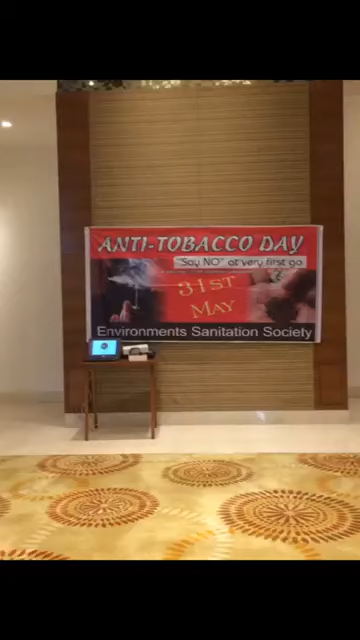 ANTI-TOBACCO DAY
"Say NO" at very first go
31ST
MAY
Environments Sanitation Society